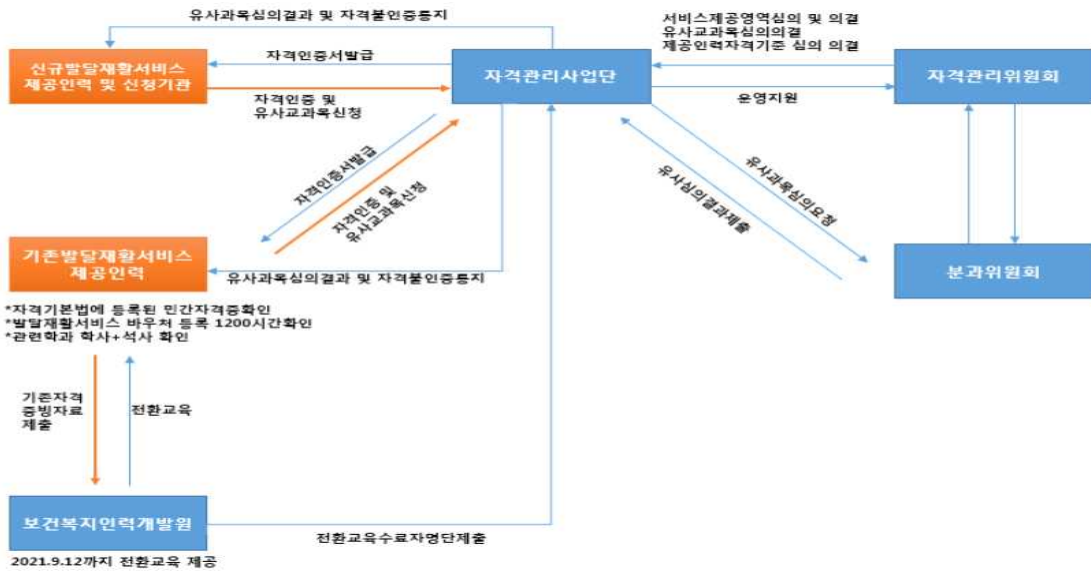 유사과목심의결과 및 자격불인증통지
서비스제공영역심의 및 의결
유사교과목심의의결
제공인력자격기준 심의 의결
신규발달재활서비스
제공인력 및 신청기관
자격인증서발급
자격관리사업단
자격관리위원회
자격인증 및
유사교과목신청
운영지원
자격인증서발급
자격인증 및
유사교과목신청
유사과목심의요청
유사심의결과제출
기존발달재활서비스
제공인력
유사과목심의결과 및 자격불인증통지
분과위원회
*자격기본법에 등록된 민간자격증확인
*발달재활서비스 바우처 등록 1200시간확인
*관련학과 학사+석사 확인
기존자격
증빙자료
제출
전환교육
보건복지인력개발원
전환교육수료자명단제출
2021.9.12까지 전환교육 제공